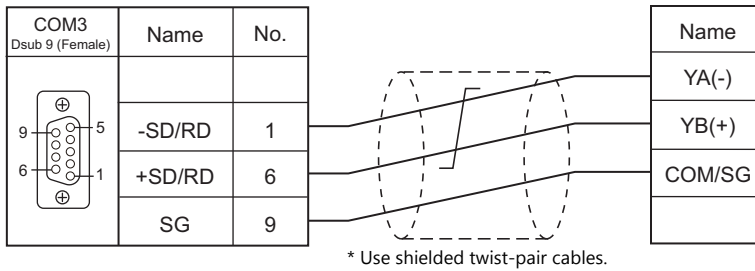 COM3
Dsub 9 (Female)
Name
No.
9
5
6
1
-SD/RD
1
+SD/RD
6
SG
9
Name
YA(-)
YB(+)
COM/SG
* Use shielded twist-pair cables.